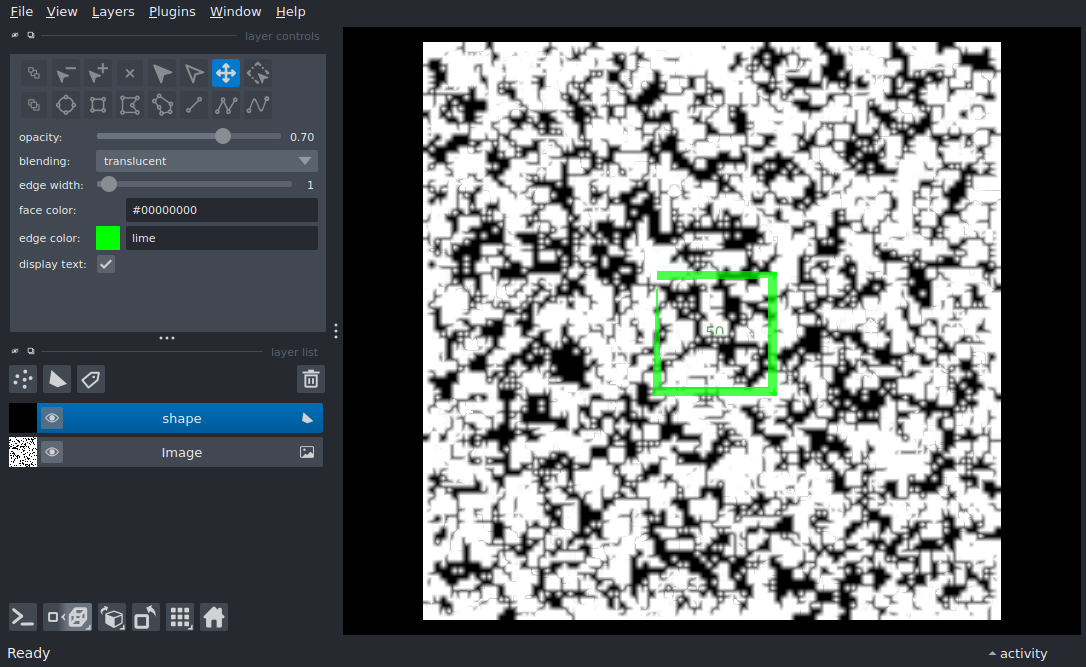 File View Layers Plugins Window Help
layer controls
opacity: 0.70
blending: translucent
edge width: 1
face color: #00000000
edge color: lime
display text:
layer list
shape
Image
50
Ready activity